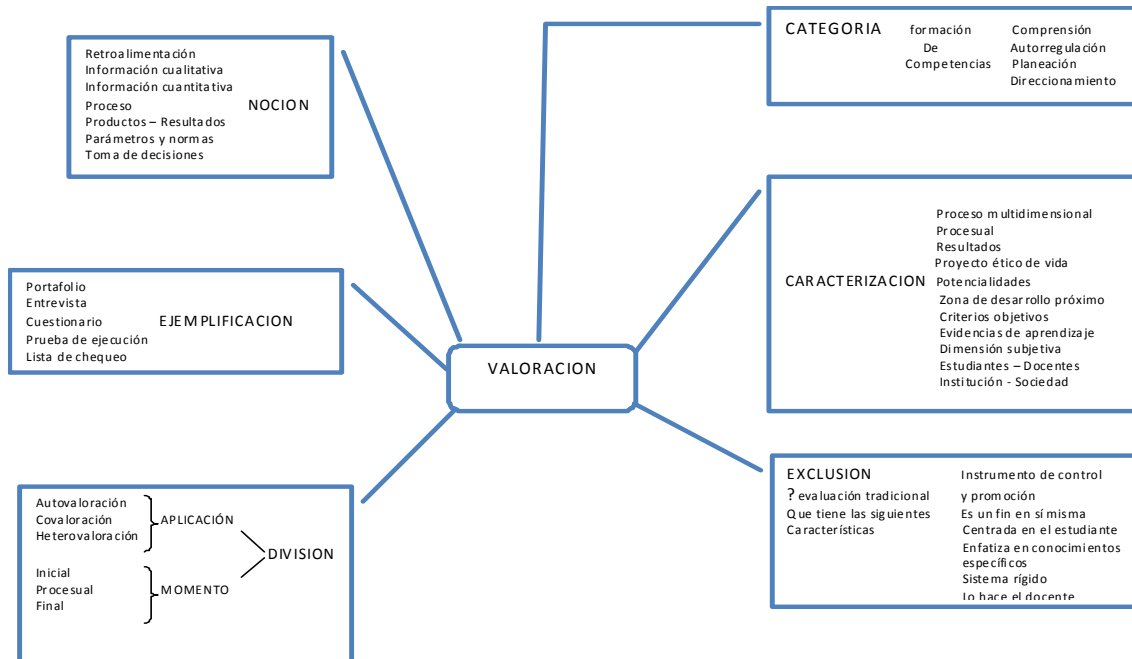 Retroalimentación
Información cualitativa
Información cuantitativa
Proceso
NOCION
Productos – Resultados
Parámetros y normas
Toma de decisiones
CATEGORIA
formación
De
Competencias
Comprensión
Autorregulación
Planeación
Direccionamiento
Portafolio
Entrevista
Cuestionario
EJEMPLIFICACION
Prueba de ejecución
Lista de chequeo
VALORACION
CARACTERIZACION
Proceso multidimensional
Procesual
Resultados
Proyecto ético de vida
Potencialidades
Zona de desarrollo próximo
Criterios objetivos
Evidencias de aprendizaje
Dimensión subjetiva
Estudiantes – Docentes
Institución - Sociedad
Autovaloración
Covaloración
Heterovaloración
APLICACIÓN
DIVISION
Inicial
Procesual
Final
MOMENTO
EXCLUSION
? evaluación tradicional
Que tiene las siguientes
Características
Instrumento de control
y promoción
Es un fin en sí misma
Centrada en el estudiante
Enfatiza en conocimientos
específicos
Sistema rígido
Lo hace el docente